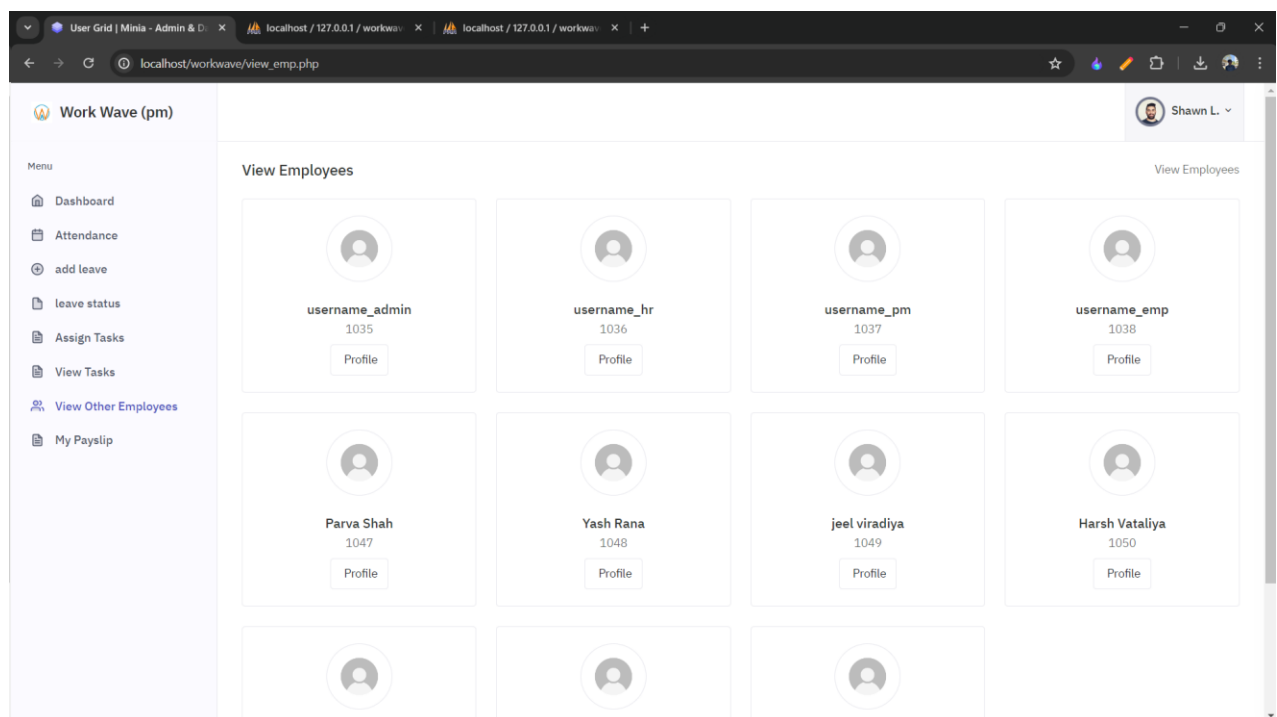 User Grid | Minia - Admin & D
localhost / 127.0.0.1 / workwav
localhost / 127.0.0.1 / workwav
localhost/workwave/view_emp.php
Work Wave (pm)
Shawn L.
Menu
Dashboard
Attendance
add leave
leave status
Assign Tasks
View Tasks
View Other Employees
My Payslip
View Employees
View Employees
username_admin
1035
Profile
username_hr
1036
Profile
username_pm
1037
Profile
username_emp
1038
Profile
Parva Shah
1047
Profile
Yash Rana
1048
Profile
jeel viradiya
1049
Profile
Harsh Vataliya
1050
Profile